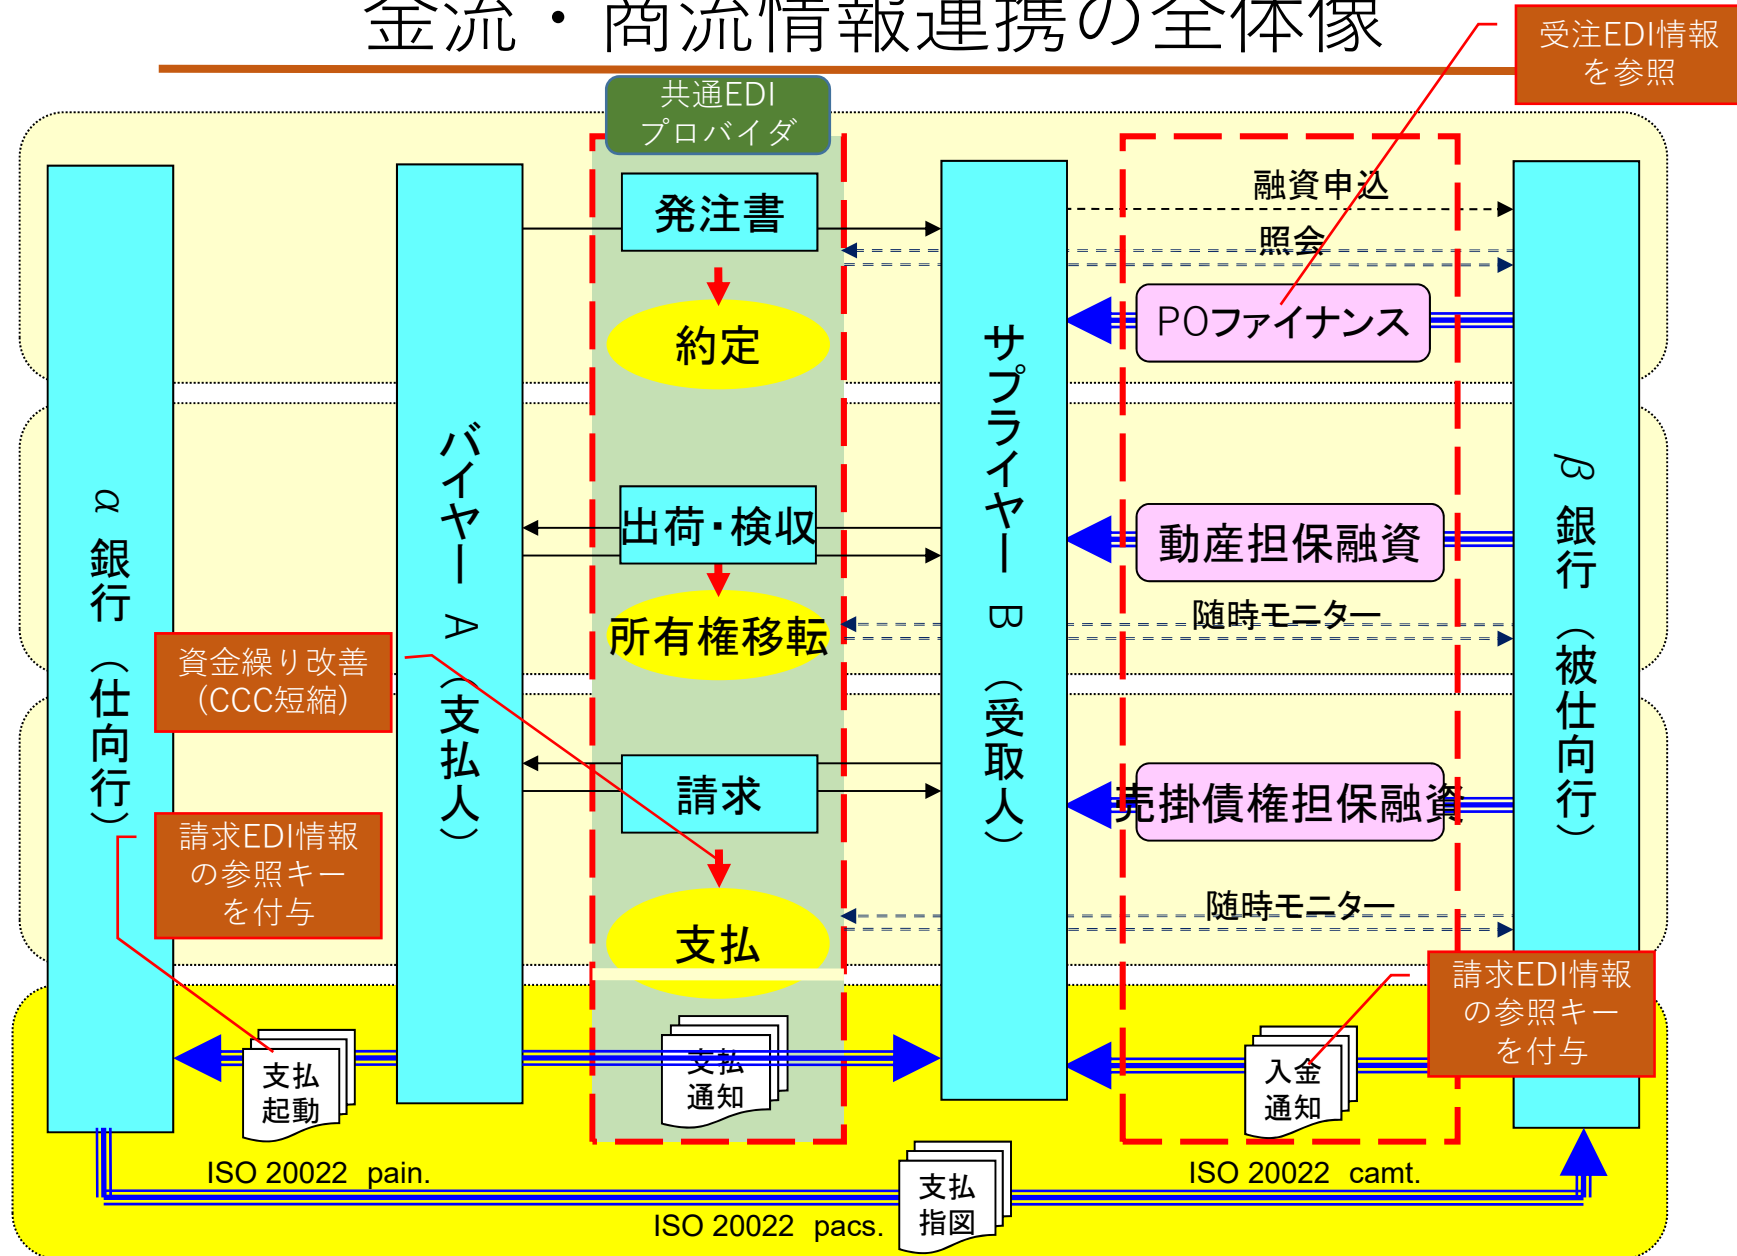 金流・商流情報連携の全体像
受注EDI情報
を参照
共通EDI
プロバイダ
発注書
融資申込
照会
約定
POファイナンス
α 銀行 (仕向行)
バイヤー A (支払人)
サプライヤー B (受取人)
β 銀行 (被仕向行)
出荷・検収
動産担保融資
所有権移転
随時モニター
資金繰り改善
(CCC短縮)
請求
売掛債権担保融資
請求EDI情報
の参照キー
を付与
支払
随時モニター
請求EDI情報
の参照キー
を付与
支払
起動
支払
通知
入金
通知
ISO 20022 pain.
ISO 20022 camt.
支払
指図
ISO 20022 pacs.